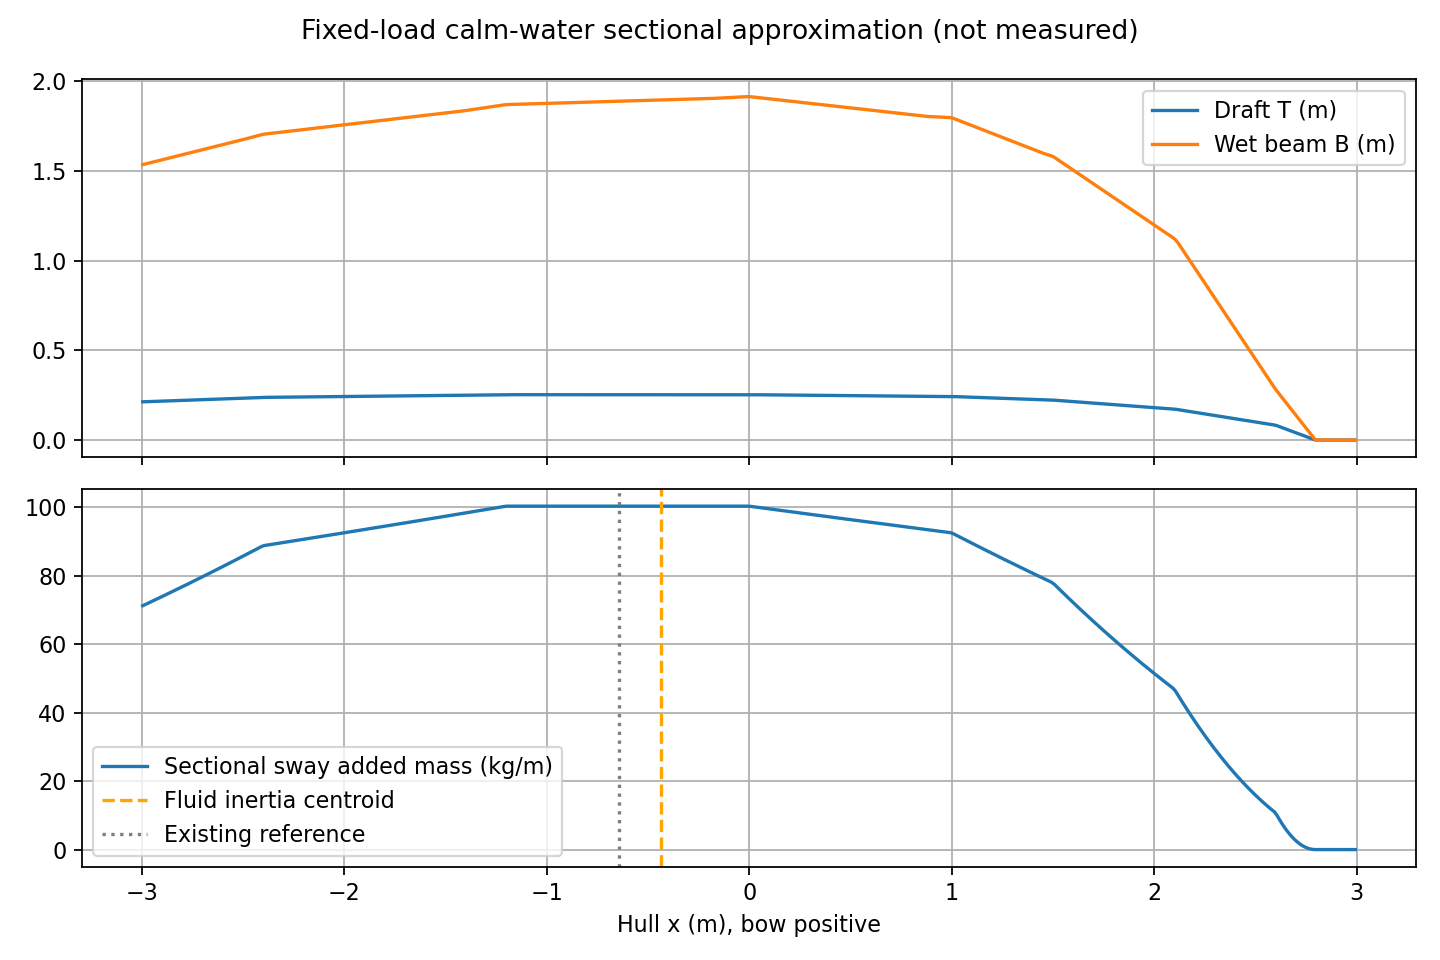 Fixed-load calm-water sectional approximation (not measured)
2.0
1.5
1.0
0.5
0.0
Draft T (m)
Wet beam B (m)
100
80
60
40
20
0
Sectional sway added mass (kg/m)
Fluid inertia centroid
Existing reference
−3 −2 −1 0 1 2 3
Hull x (m), bow positive